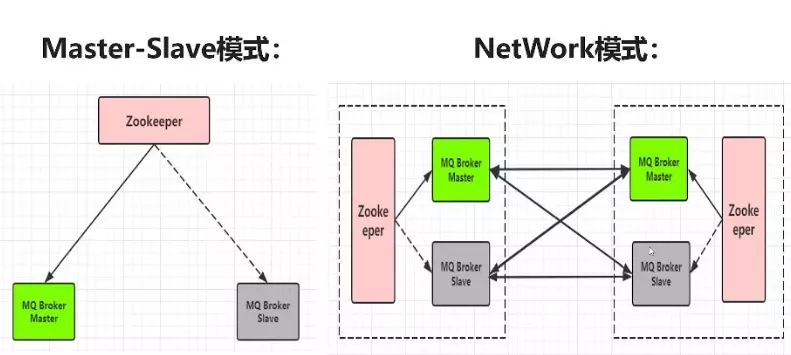 Master-Slave模式：
NetWork模式：
Zookeeper
MQ Broker
Master
MQ Broker
Slave
Zooke
eper
MQ Broker
Master
MQ Broker
Slave
MQ Broker
Master
MQ Broker
Slave
Zooke
eper